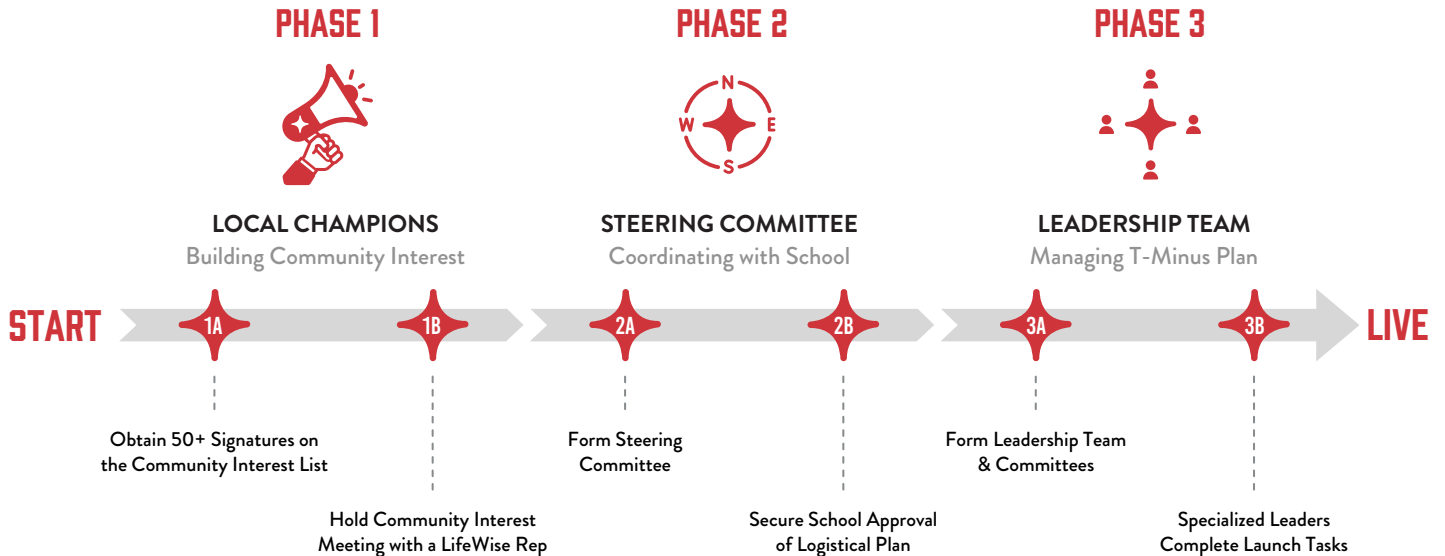 PHASE 1
PHASE 2
PHASE 3
N
W
E
S
LOCAL CHAMPIONS
Building Community Interest
STEERING COMMITTEE
Coordinating with School
LEADERSHIP TEAM
Managing T-Minus Plan
START
1A
1B
2A
2B
3A
3B
LIVE
Obtain 50+ Signatures on
the Community Interest List
Hold Community Interest
Meeting with a LifeWise Rep
Form Steering
Committee
Secure School Approval
of Logistical Plan
Form Leadership Team
& Committees
Specialized Leaders
Complete Launch Tasks